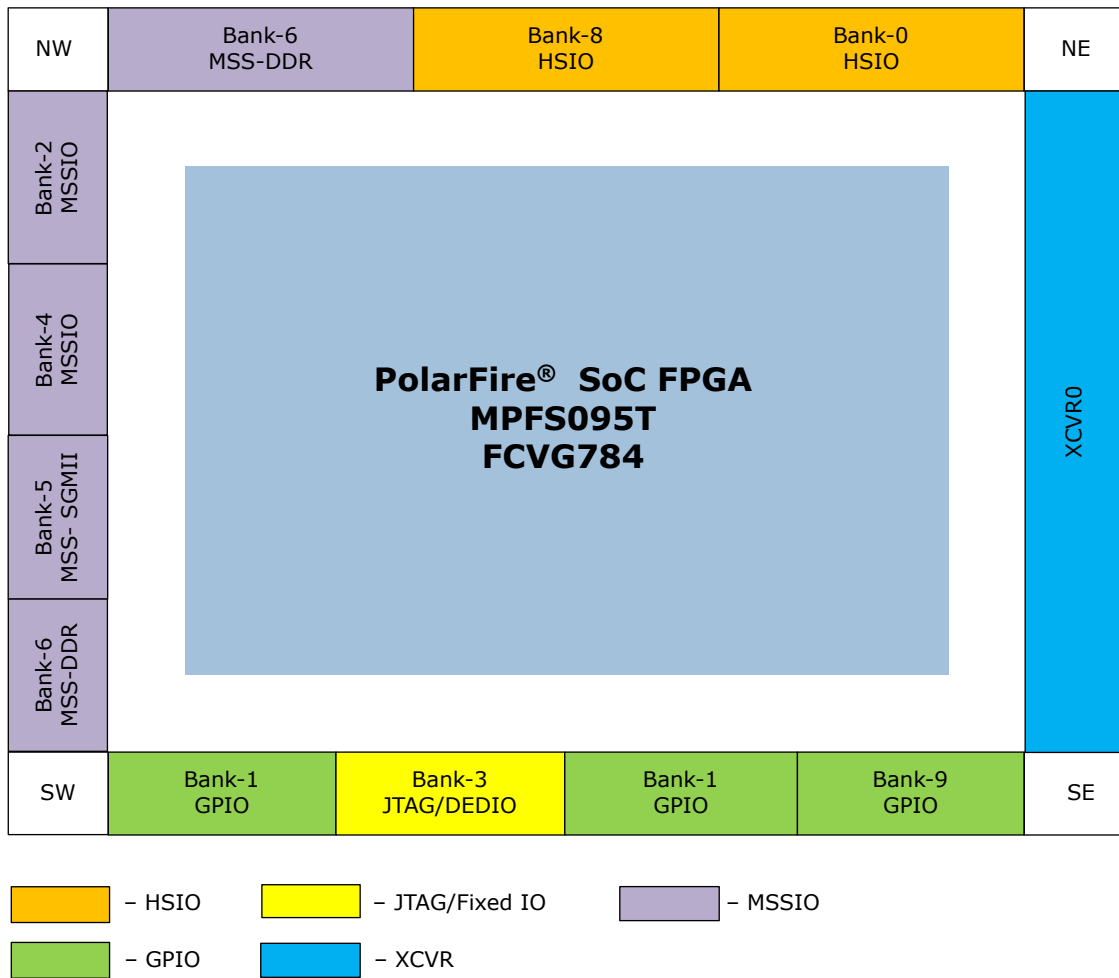 NW
Bank-6
MSS-DDR
Bank-8
HSIO
Bank-0
HSIO
NE
Bank-2
MSSIO
Bank-4
MSSIO
Bank-5
MSS- SGMII
Bank-6
MSS-DDR
PolarFire® SoC FPGA
MPFS095T
FCVG784
XCVR0
SW
Bank-1
GPIO
Bank-3
JTAG/DEDIO
Bank-1
GPIO
Bank-9
GPIO
SE
– HSIO
– JTAG/Fixed IO
– MSSIO
– GPIO
– XCVR